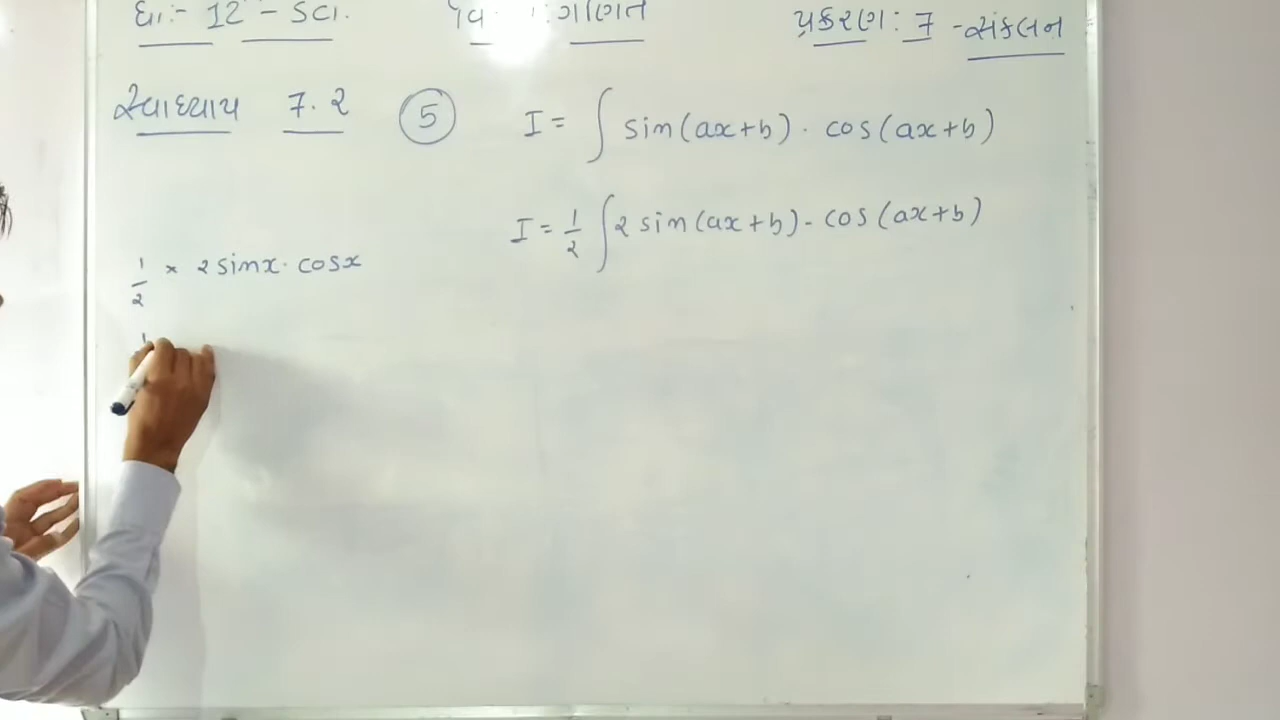 ધો:- 12 - Sci. : ગણિત પ્રકરણ: 7 - સંકલન
સ્વાધ્યાય 7.2 5 I = ∫ sin(ax+b) · cos(ax+b)
I = 1/2 ∫ 2 sin(ax+b) - cos(ax+b)
1/2 × 2 sinx · cosx
1